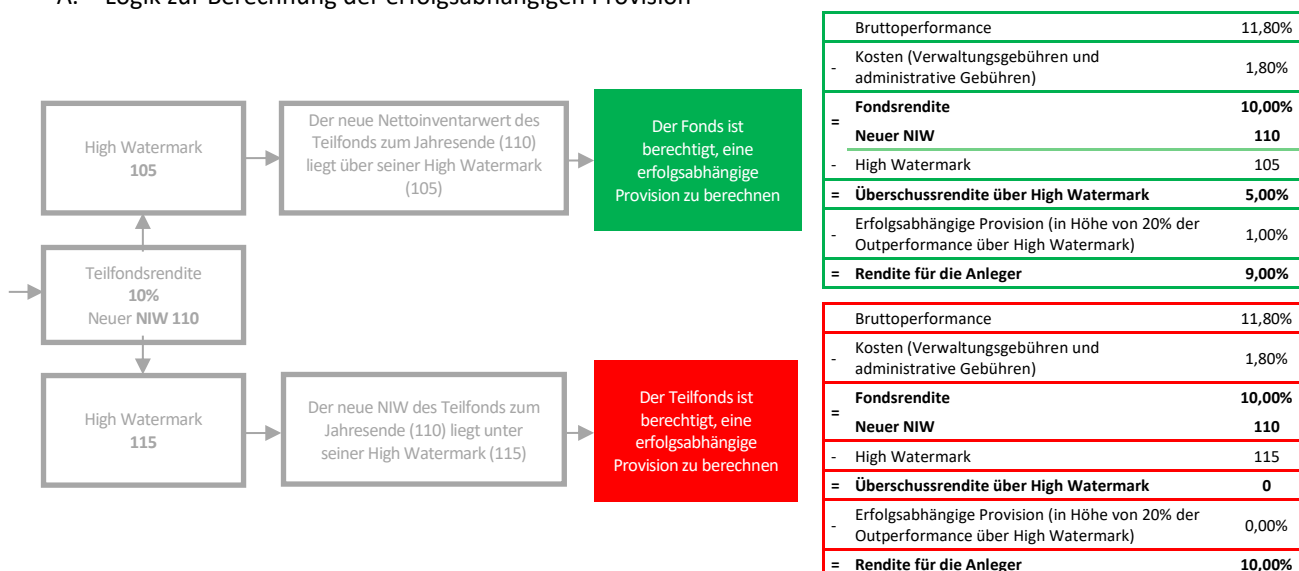 A. Logik zur Berechnung der erfolgsabhängigen Provision
High Watermark
105
Der neue Nettoinventarwert des
Teilfonds zum Jahresende (110)
liegt über seiner High Watermark
(105)
Der Fonds ist
berechtigt, eine
erfolgsabhängige
Provision zu berechnen
Teilfondsrendite
10%
Neuer NIW 110
High Watermark
115
Der neue NIW des Teilfonds zum
Jahresende (110) liegt unter
seiner High Watermark (115)
Der Teilfonds ist
berechtigt, eine
erfolgsabhängige
Provision zu berechnen
Bruttoperformance 11,80%
- Kosten (Verwaltungsgebühren und
administrative Gebühren) 1,80%
= Fondsrendite 10,00%
Neuer NIW 110
- High Watermark 105
= Überschussrendite über High Watermark 5,00%
- Erfolgsabhängige Provision (in Höhe von 20% der
Outperformance über High Watermark) 1,00%
= Rendite für die Anleger 9,00%
Bruttoperformance 11,80%
- Kosten (Verwaltungsgebühren und
administrative Gebühren) 1,80%
= Fondsrendite 10,00%
Neuer NIW 110
- High Watermark 115
= Überschussrendite über High Watermark 0
- Erfolgsabhängige Provision (in Höhe von 20% der
Outperformance über High Watermark) 0,00%
= Rendite für die Anleger 10,00%